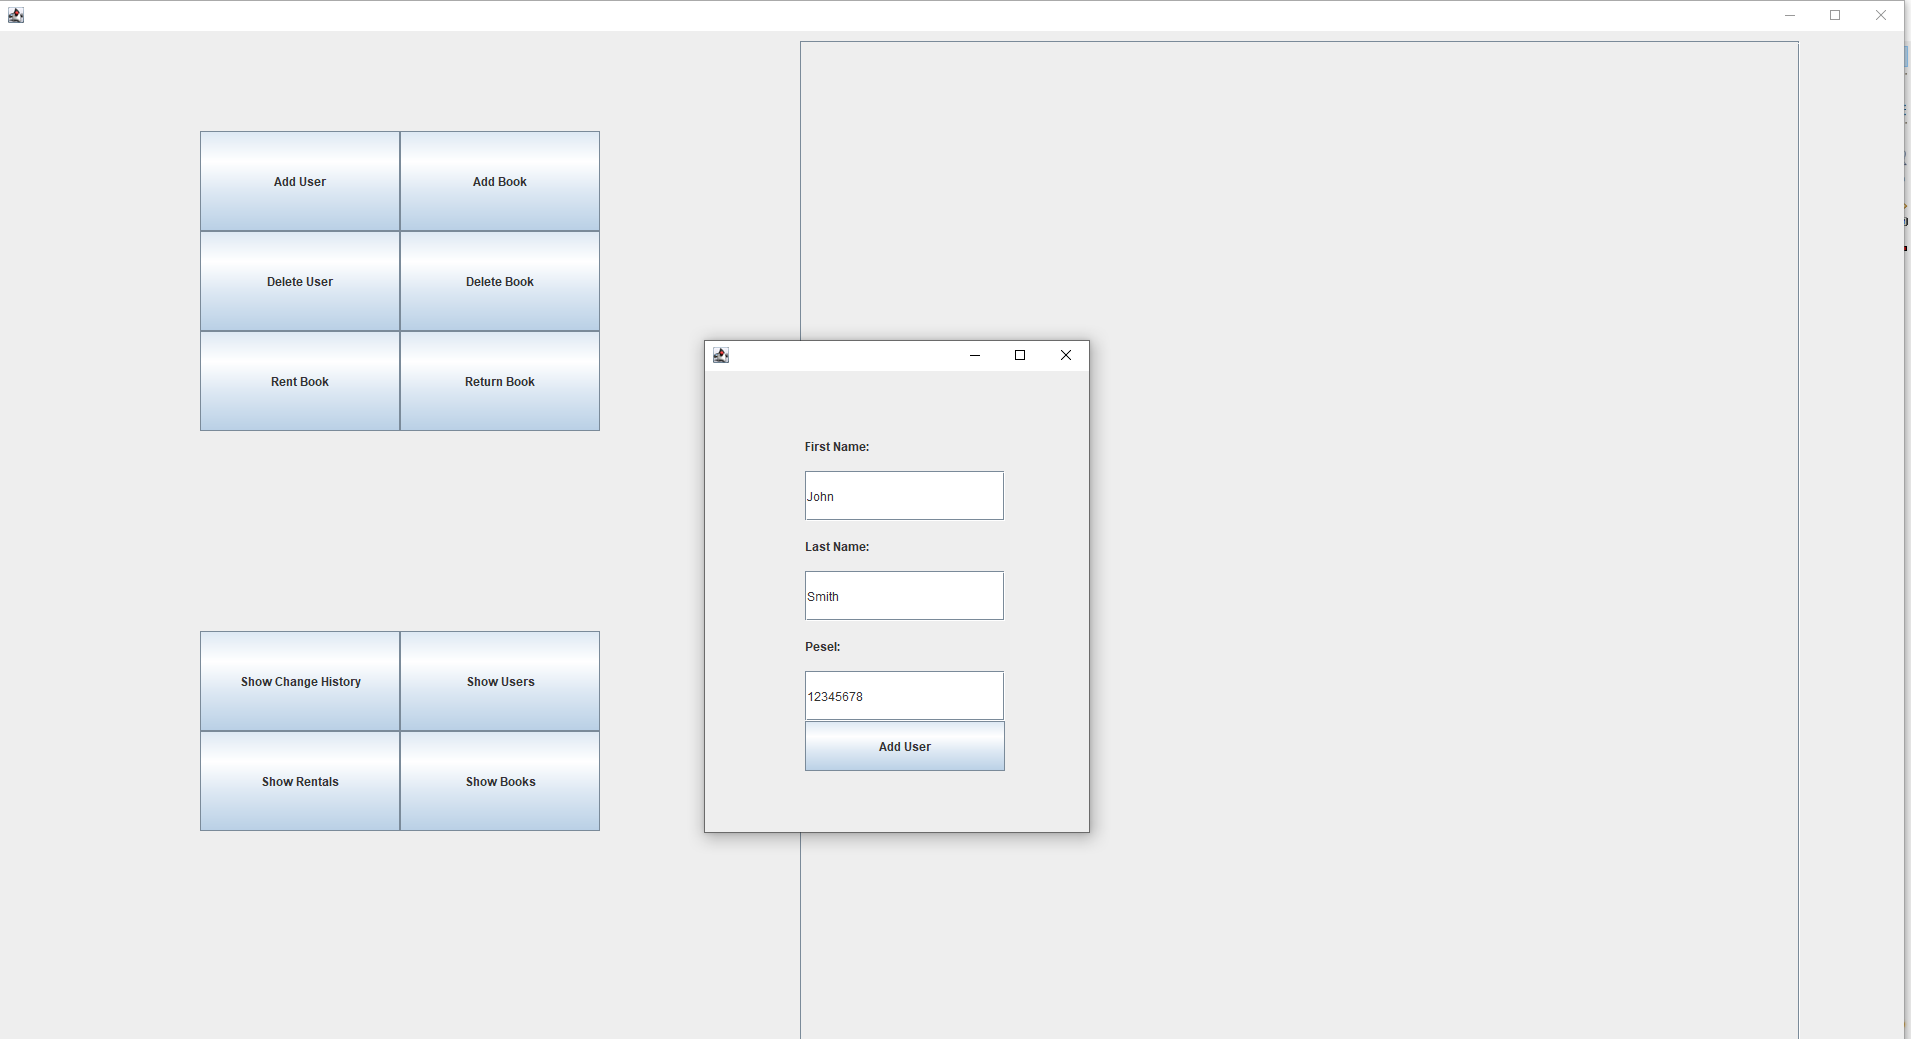 Add User
Add Book
Delete User
Delete Book
Rent Book
Return Book
Show Change History
Show Users
Show Rentals
Show Books
First Name:
John
Last Name:
Smith
Pesel:
12345678
Add User